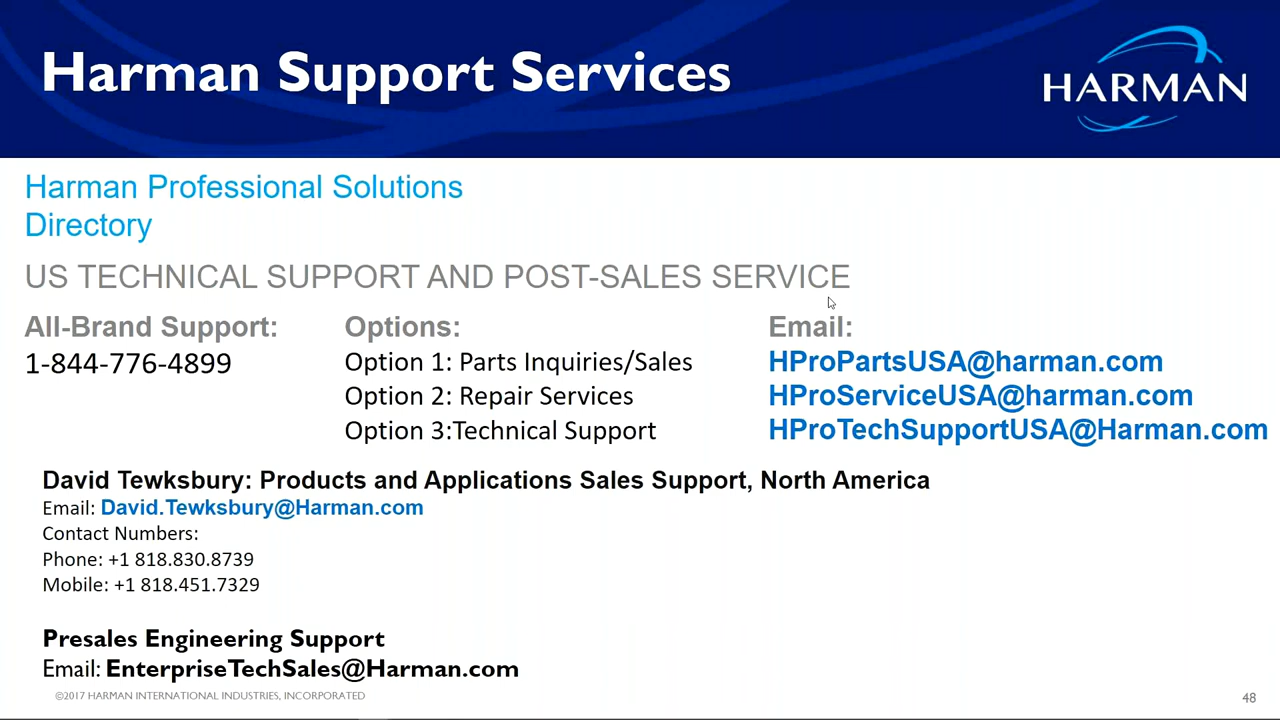 Harman Support Services
HARMAN
Harman Professional Solutions
Directory
US TECHNICAL SUPPORT AND POST-SALES SERVICE
All-Brand Support:
1-844-776-4899
Options:
Option 1: Parts Inquiries/Sales
Option 2: Repair Services
Option 3:Technical Support
Email:
HProPartsUSA@harman.com
HProServiceUSA@harman.com
HProTechSupportUSA@Harman.com
David Tewksbury: Products and Applications Sales Support, North America
Email: David.Tewksbury@Harman.com
Contact Numbers:
Phone: +1 818.830.8739
Mobile: +1 818.451.7329
Presales Engineering Support
Email: EnterpriseTechSales@Harman.com
©2017 HARMAN INTERNATIONAL INDUSTRIES, INCORPORATED
48